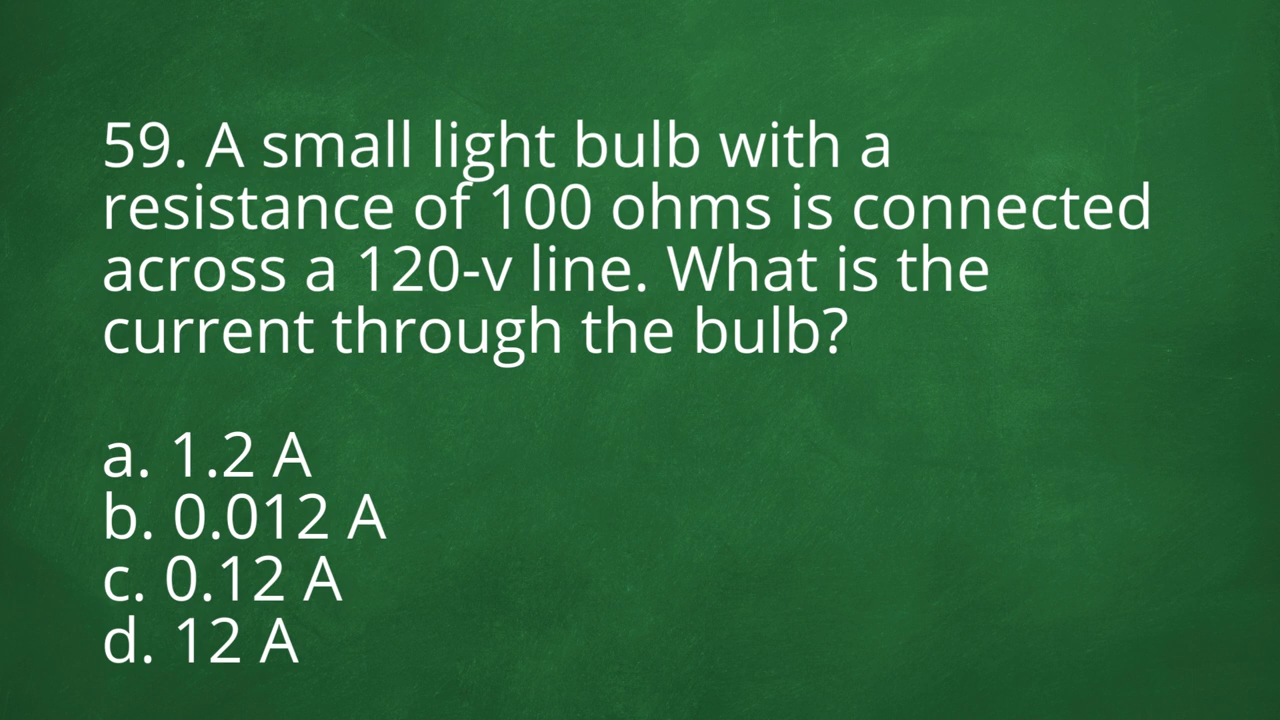 59. A small light bulb with a
resistance of 100 ohms is connected
across a 120-v line. What is the
current through the bulb?
a. 1.2 A
b. 0.012 A
c. 0.12 A
d. 12 A